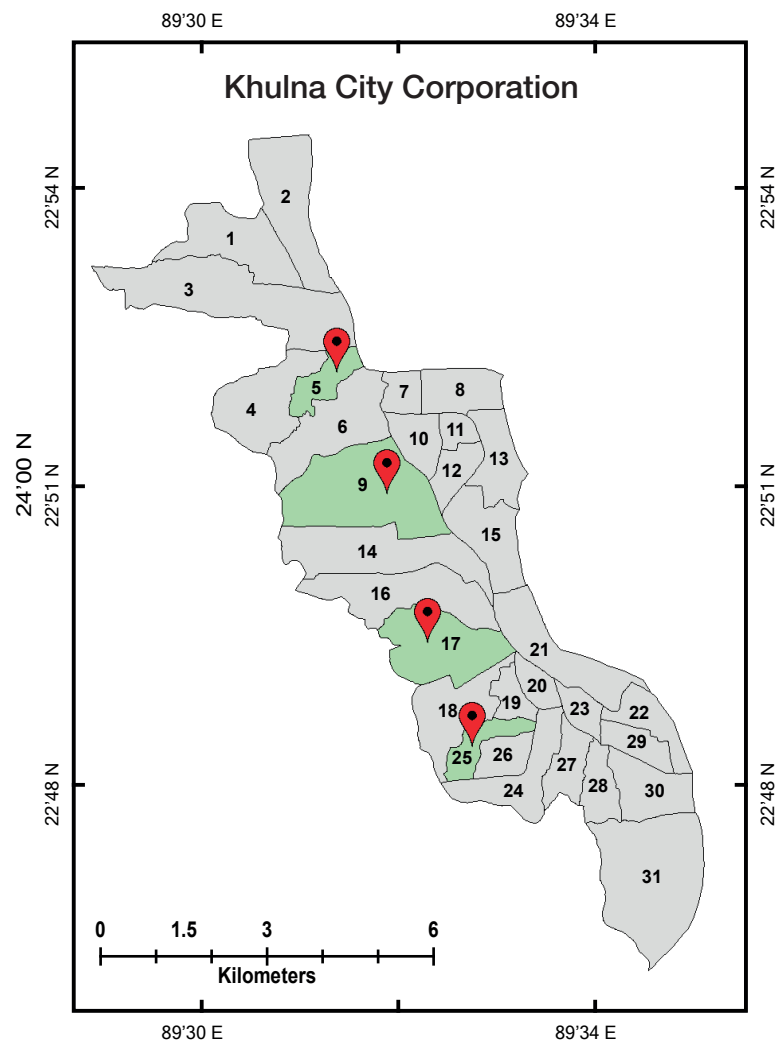 89'30 E 89'34 E
Khulna City Corporation
22'54 N 22'54 N
2
1
3
5
7 8
4
6
11
10
13
12
9
24'00 N 22'51 N 22'51 N
15
14
16
17
21
20
19
18 23 22
29
26
25
27
28
24 30
22'48 N 22'48 N
31
0 1.5 3 6
Kilometers
89'30 E 89'34 E